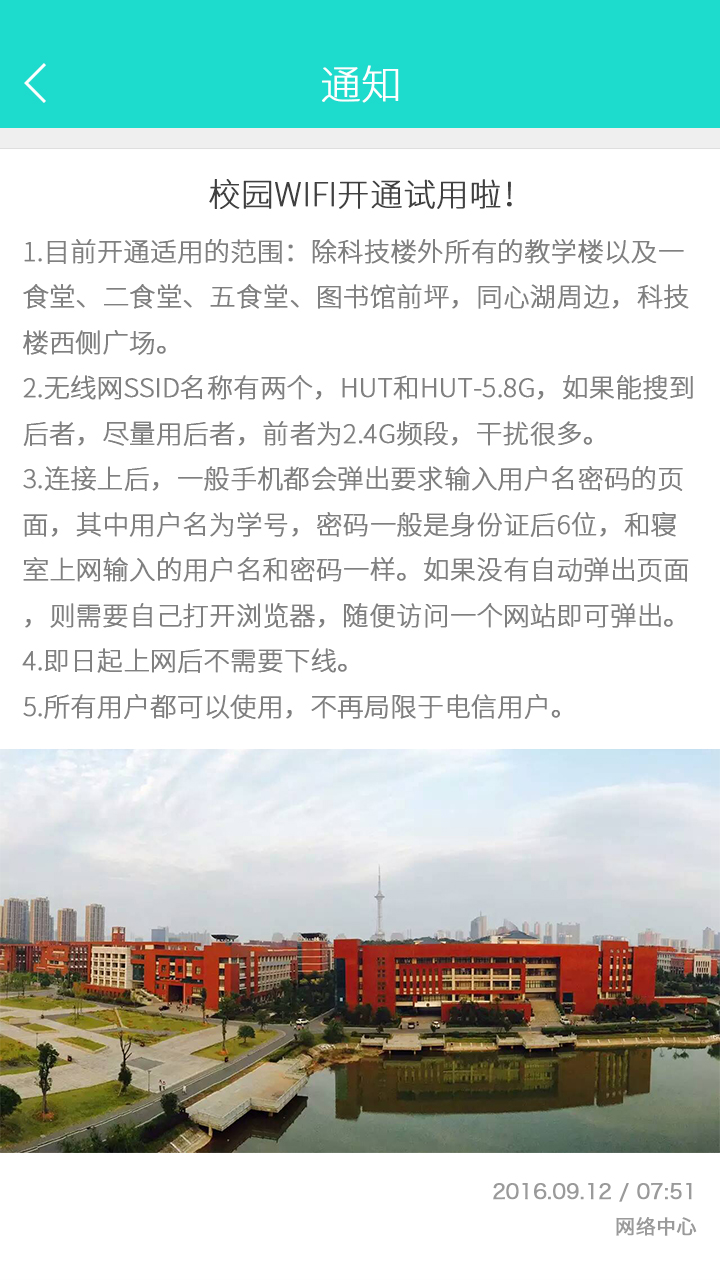 通知
校园WIFI开通试用啦！
1.目前开通适用的范围：除科技楼外所有的教学楼以及一
食堂、二食堂、五食堂、图书馆前坪，同心湖周边，科技
楼西侧广场。
2.无线网SSID名称有两个，HUT和HUT-5.8G，如果能搜到
后者，尽量用后者，前者为2.4G频段，干扰很多。
3.连接上后，一般手机都会弹出要求输入用户名密码的页
面，其中用户名为学号，密码一般是身份证后6位，和寝
室上网输入的用户名和密码一样。如果没有自动弹出页面
，则需要自己打开浏览器，随便访问一个网站即可弹出。
4.即日起上网后不需要下线。
5.所有用户都可以使用，不再局限于电信用户。
2016.09.12 / 07:51
网络中心